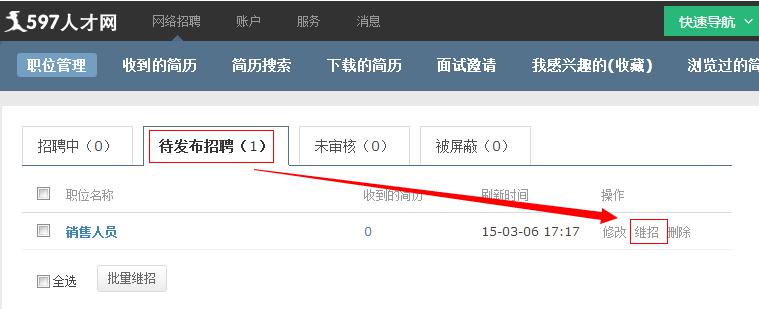 597人才网 网络招聘 账户 服务 消息 快速导航
职位管理 收到的简历 简历搜索 下载的简历 面试邀请 我感兴趣的(收藏) 浏览过的简
招聘中（0） 待发布招聘（1） 未审核（0） 被屏蔽（0）
职位名称 收到的简历 刷新时间 操作
销售人员 0 15-03-06 17:17 修改 继招 删除
全选 批量继招